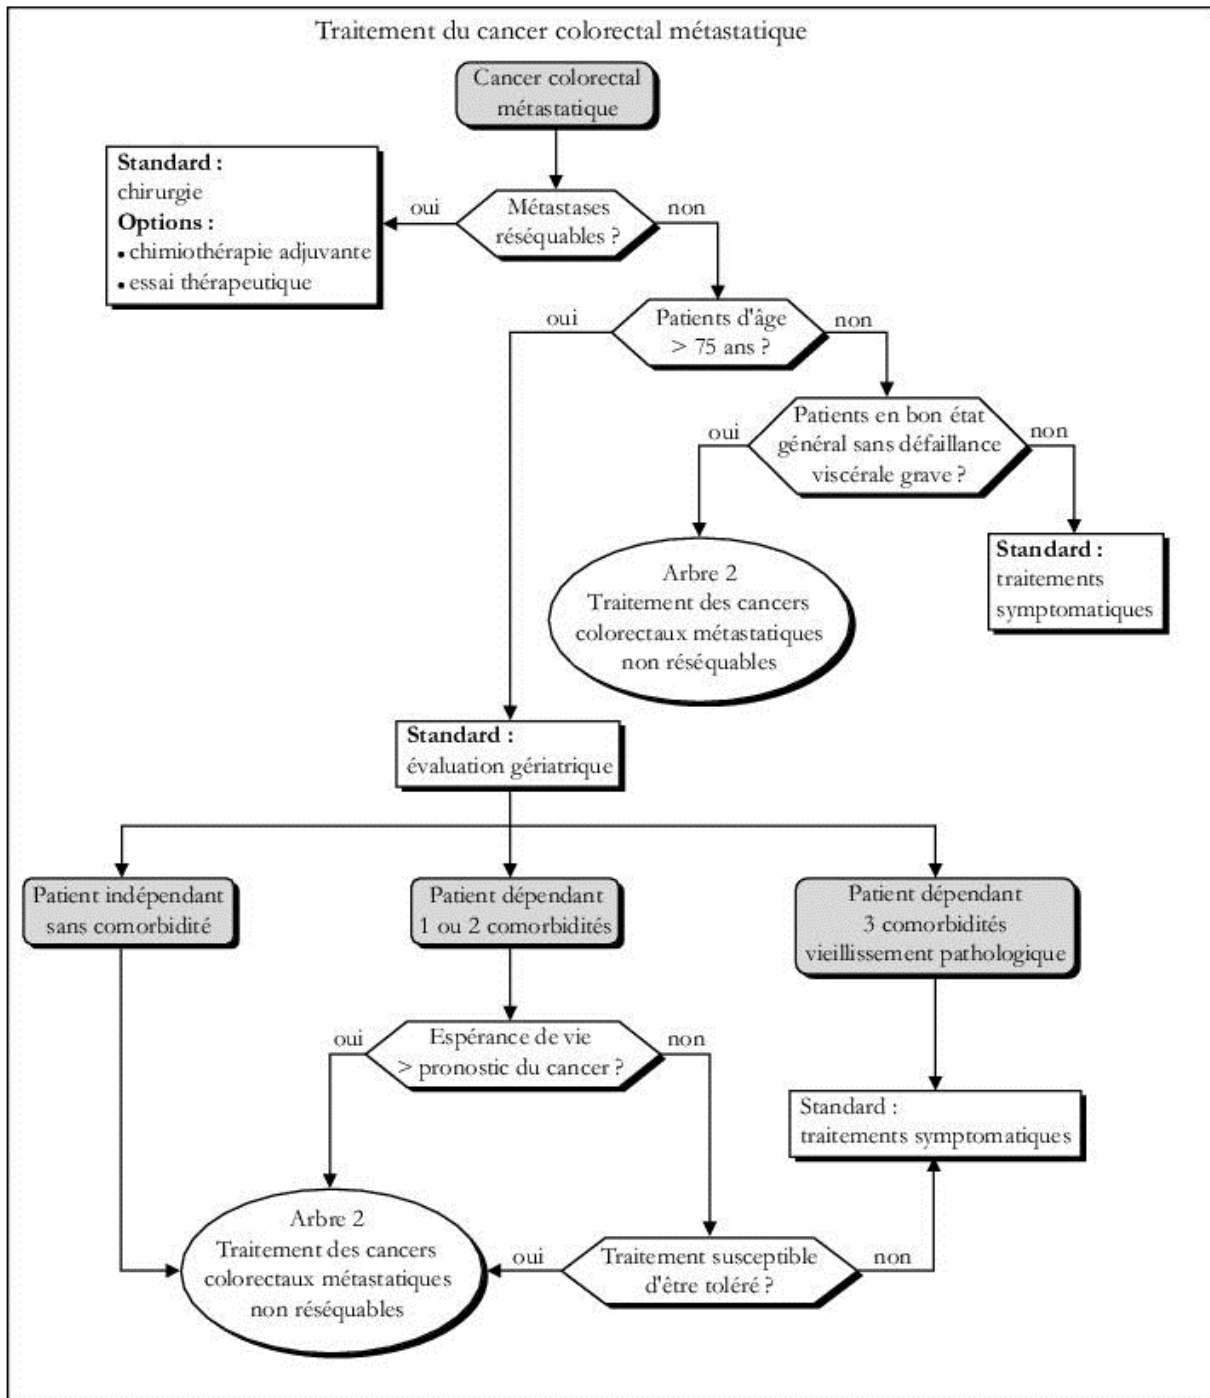 Traitement du cancer colorectal métastatique
Cancer colorectal
métastatique
Standard :
chirurgie
Options :
• chimiothérapie adjuvante
• essai thérapeutique
oui
Métastases
réséquables ?
non
oui
Patients d'âge
> 75 ans ?
non
oui
Patients en bon état
général sans défaillance
viscérale grave ?
non
Arbre 2
Traitement des cancers
colorectaux métastatiques
non réséquables
Standard :
traitements
symptomatiques
Standard :
évaluation gériatrique
Patient indépendant
sans comorbidité
Patient dépendant
1 ou 2 comorbidités
Patient dépendant
3 comorbidités
vieillissement pathologique
oui
Espérance de vie
> pronostic du cancer ?
non
Standard :
traitements symptomatiques
Arbre 2
Traitement des cancers
colorectaux métastatiques
non réséquables
oui
Traitement susceptible
d'être toléré ?
non